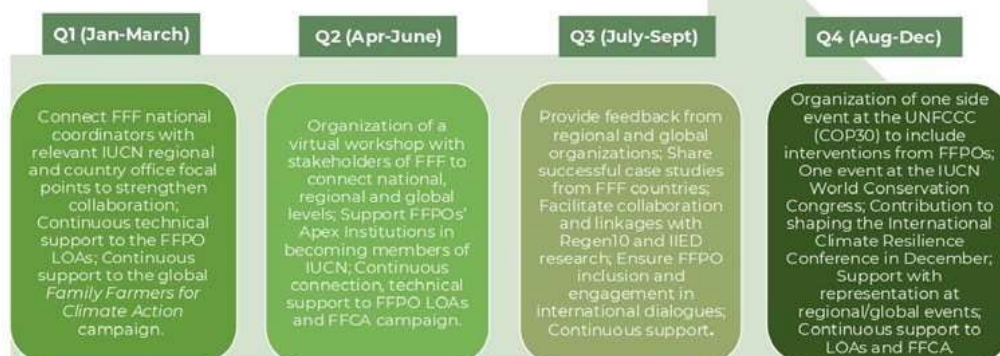 Q1 (Jan-March)
Connect FFF national
coordinators with
relevant IUCN regional
and country office focal
points to strengthen
collaboration;
Continuous technical
support to the FFPO
LOAs; Continuous
support to the global
Family Farmers for
Climate Action
campaign.
Q2 (Apr-June)
Organization of a
virtual workshop with
stakeholders of FFF to
connect national,
regional and global
levels; Support FFPOs'
Apex Institutions in
becoming members of
IUCN; Continuous
connection, technical
support to FFPO LOAs
and FFCA campaign.
Q3 (July-Sept)
Provide feedback from
regional and global
organizations; Share
successful case studies
from FFF countries;
Facilitate collaboration
and linkages with
Regen10 and IIED
research; Ensure FFPO
inclusion and
engagement in
international dialogues;
Continuous support.
Q4 (Aug-Dec)
Organization of one side
event at the UNFCCC
(COP30) to include
interventions from FFPOs;
One event at the IUCN
World Conservation
Congress; Contribution to
shaping the International
Climate Resilience
Conference in December;
Support with
representation at
regional/global events;
Continuous support to
LOAs and FFCA.